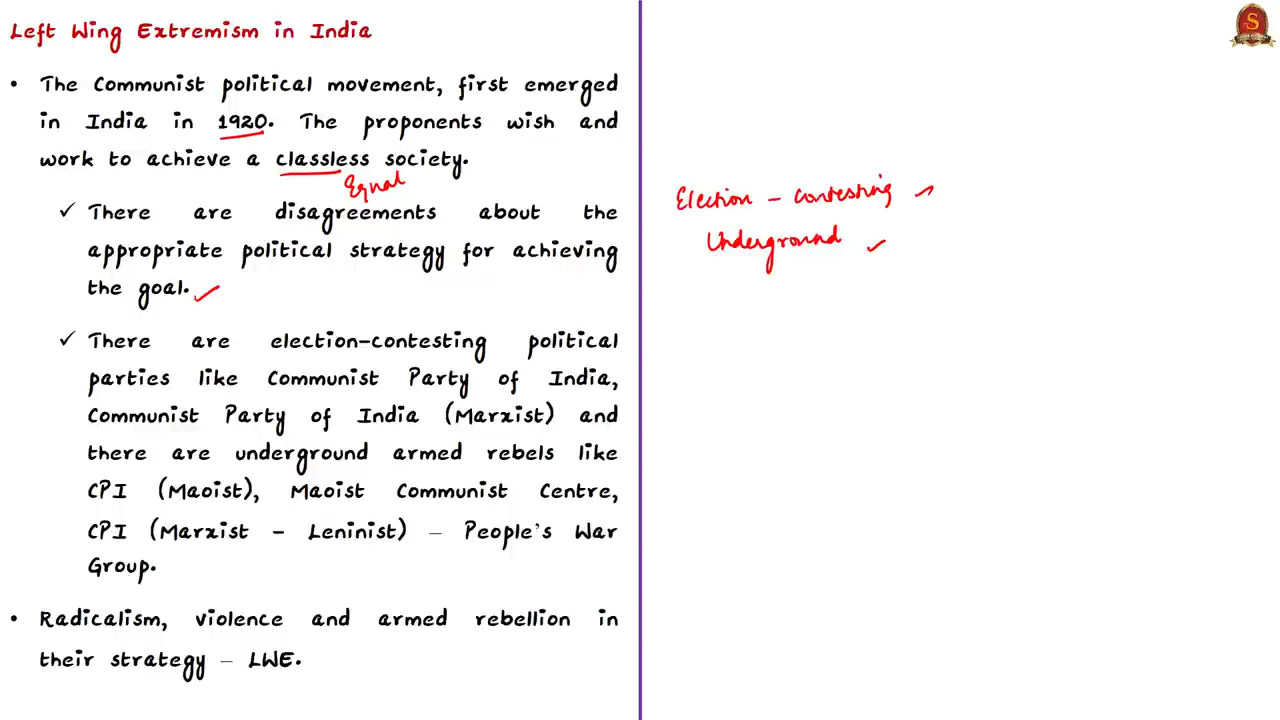 Left Wing Extremism in India
• The Communist political movement, first emerged
in India in 1920. The proponents wish and
work to achieve a classless society.
Equal
✓ There are disagreements about the
appropriate political strategy for achieving
the goal.
✓ There are election-contesting political
parties like Communist Party of India,
Communist Party of India (Marxist) and
there are underground armed rebels like
CPI (Maoist), Maoist Communist Centre,
CPI (Marxist - Leninist) – People's War
Group.
• Radicalism, violence and armed rebellion in
their strategy – LWE.
Election - contesting ✓
Underground ✓
S